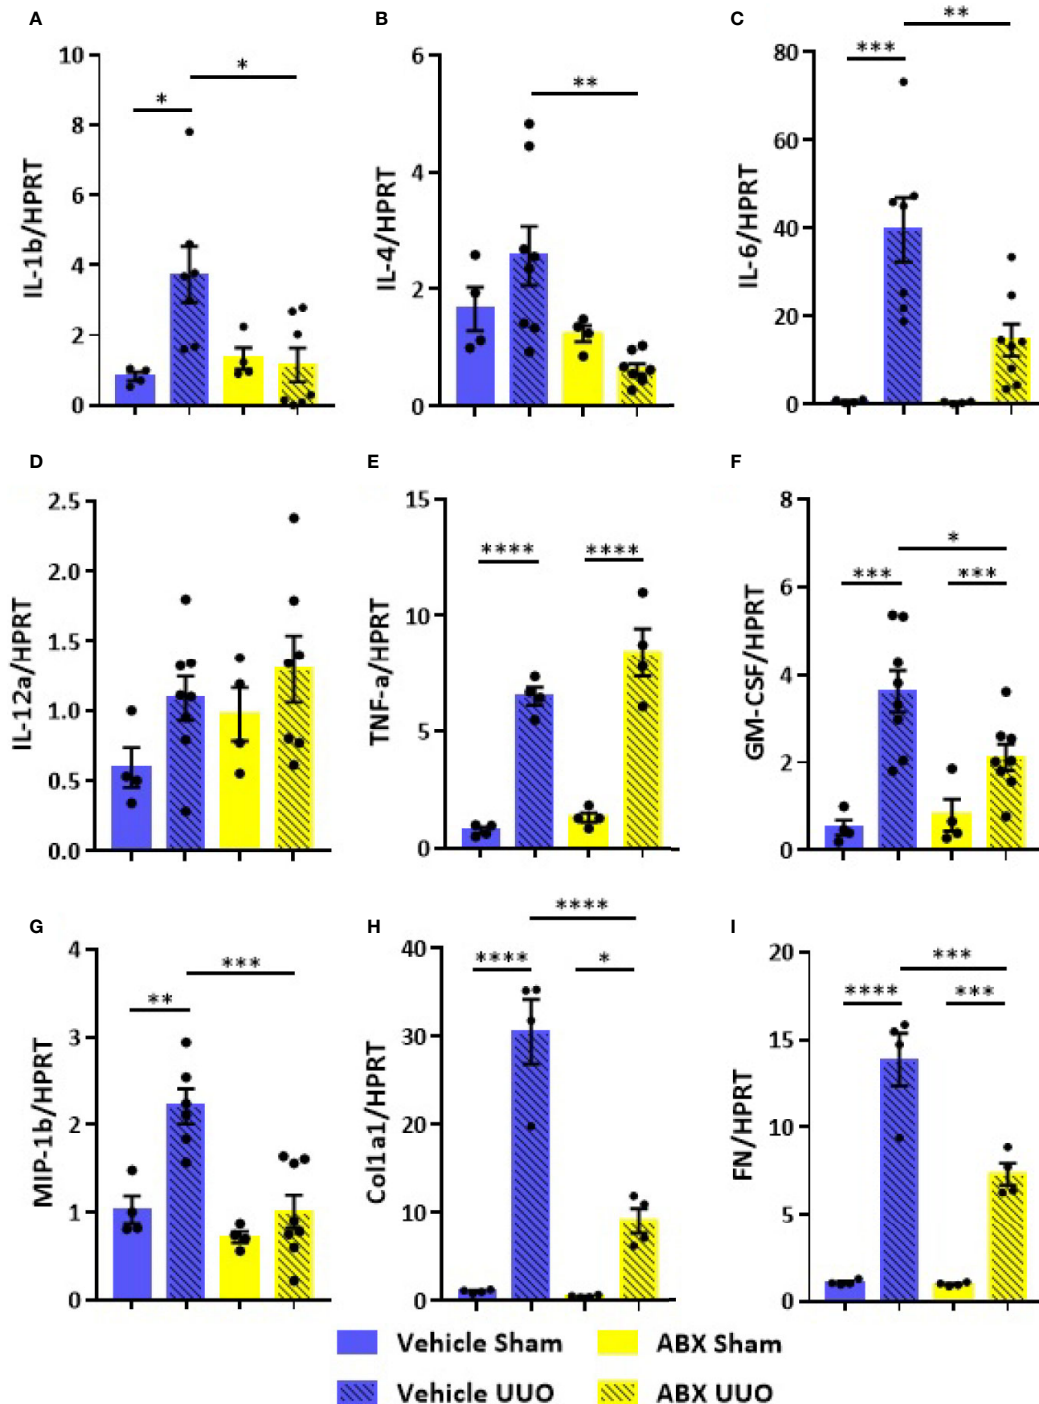 A
B
C
10
8
6
4
2
0
IL-1b/HPRT
*
*
6
4
2
0
IL-4/HPRT
**
80
60
40
20
0
IL-6/HPRT
***
**
D
E
F
2.5
2.0
1.5
1.0
0.5
0.0
IL-12a/HPRT
15
10
5
0
TNF-a/HPRT
****
****
8
6
4
2
0
GM-CSF/HPRT
*
***
***
G
H
I
4
3
2
1
0
MIP-1b/HPRT
***
**
40
30
20
10
0
Col1a1/HPRT
****
****
*
20
15
10
5
0
FN/HPRT
***
****
***
Vehicle Sham
ABX Sham
Vehicle UUO
ABX UUO